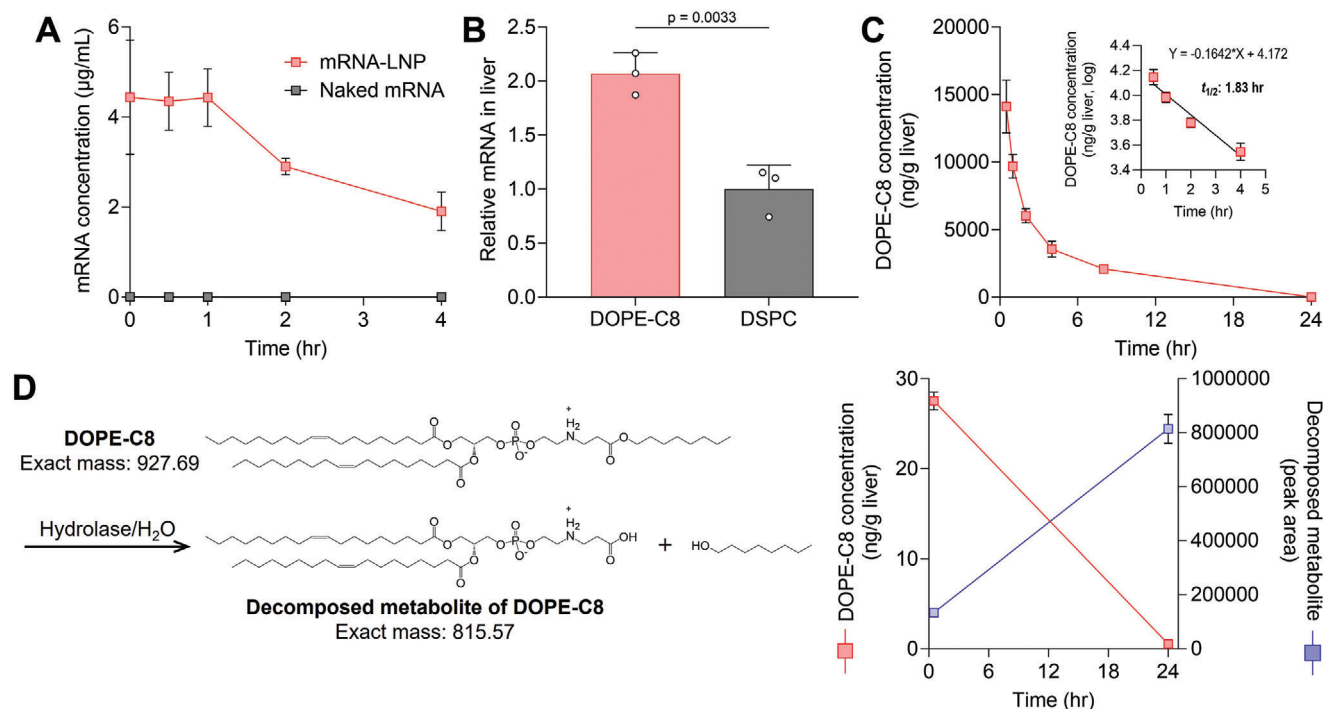 A
mRNA concentration (µg/mL)
6
4
2
0
0
1
2
3
4
Time (hr)
mRNA-LNP
Naked mRNA
B
Relative mRNA in liver
p = 0.0033
2.5
2.0
1.5
1.0
0.5
0.0
DOPE-C8
DSPC
C
DOPE-C8 concentration
(ng/g liver)
20000
15000
10000
5000
0
0
6
12
18
24
Time (hr)
DOPE-C8 concentration
(ng/g liver, log)
4.4
4.2
4.0
3.8
3.6
3.4
0
1
2
3
4
5
Time (hr)
Y = -0.1642*X + 4.172
t1/2: 1.83 hr
D
DOPE-C8
Exact mass: 927.69
O
O
O
O
O
P
O
O-
O
+
N
H2
O
O
Hydrolase/H2O
O
O
O
O
O
P
O
O-
O
+
N
H2
O
OH
+
HO
Decomposed metabolite of DOPE-C8
Exact mass: 815.57
DOPE-C8 concentration
(ng/g liver)
30
20
10
0
0
6
12
18
24
Time (hr)
1000000
800000
600000
400000
200000
0
Decomposed metabolite
(peak area)